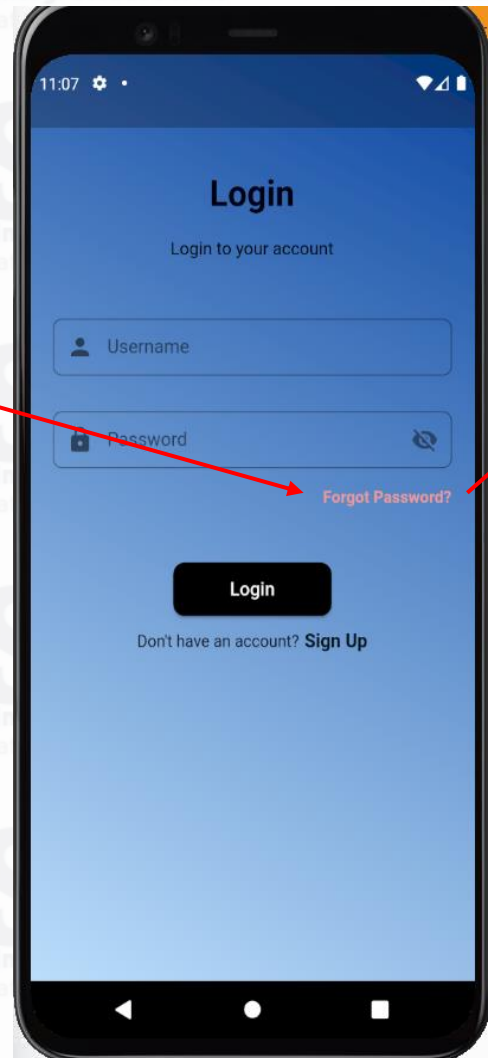 11:07
Login
Login to your account
Username
Password
Forgot Password?
Login
Don't have an account? Sign Up